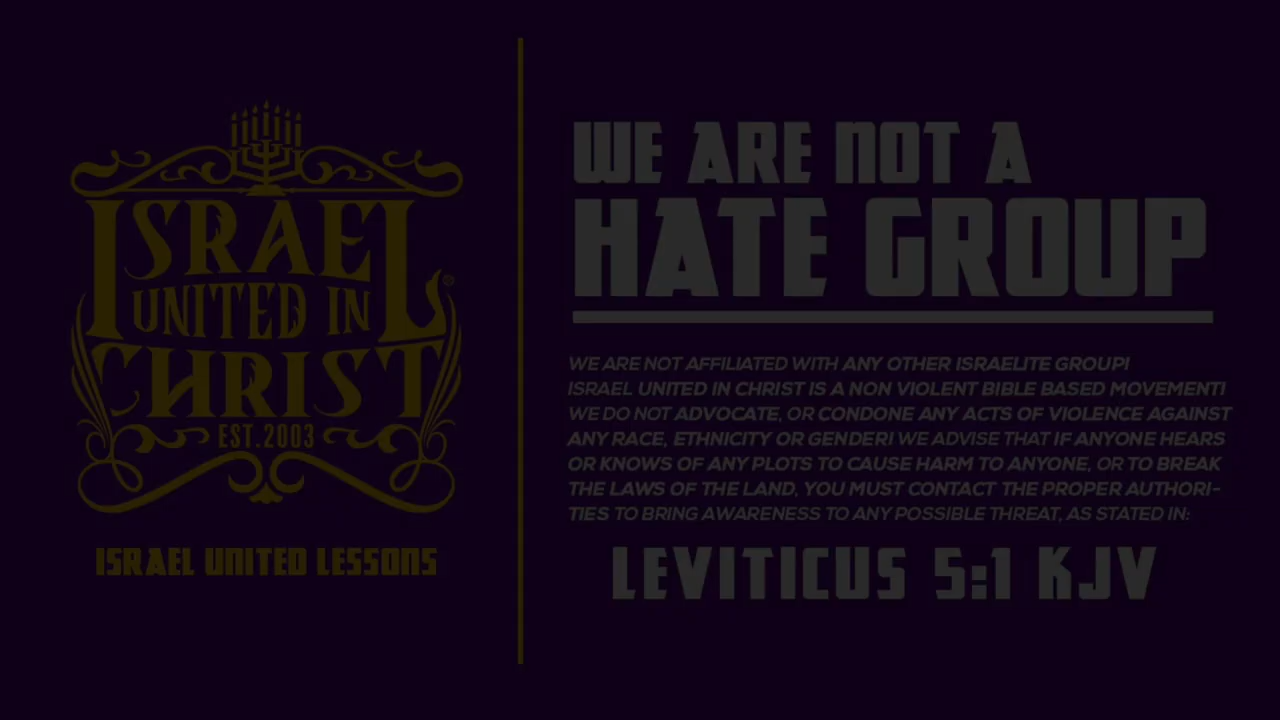 ISRAEL
UNITED IN
CHRIST
EST.2003
ISRAEL UNITED LESSONS
WE ARE NOT A
HATE GROUP
WE ARE NOT AFFILIATED WITH ANY OTHER ISRAELITE GROUP!
ISRAEL UNITED IN CHRIST IS A NON VIOLENT BIBLE BASED MOVEMENT!
WE DO NOT ADVOCATE, OR CONDONE ANY ACTS OF VIOLENCE AGAINST
ANY RACE, ETHNICITY OR GENDER! WE ADVISE THAT IF ANYONE HEARS
OR KNOWS OF ANY PLOTS TO CAUSE HARM TO ANYONE, OR TO BREAK
THE LAWS OF THE LAND, YOU MUST CONTACT THE PROPER AUTHORI-
TIES TO BRING AWARENESS TO ANY POSSIBLE THREAT, AS STATED IN:
LEVITICUS 5:1 KJV